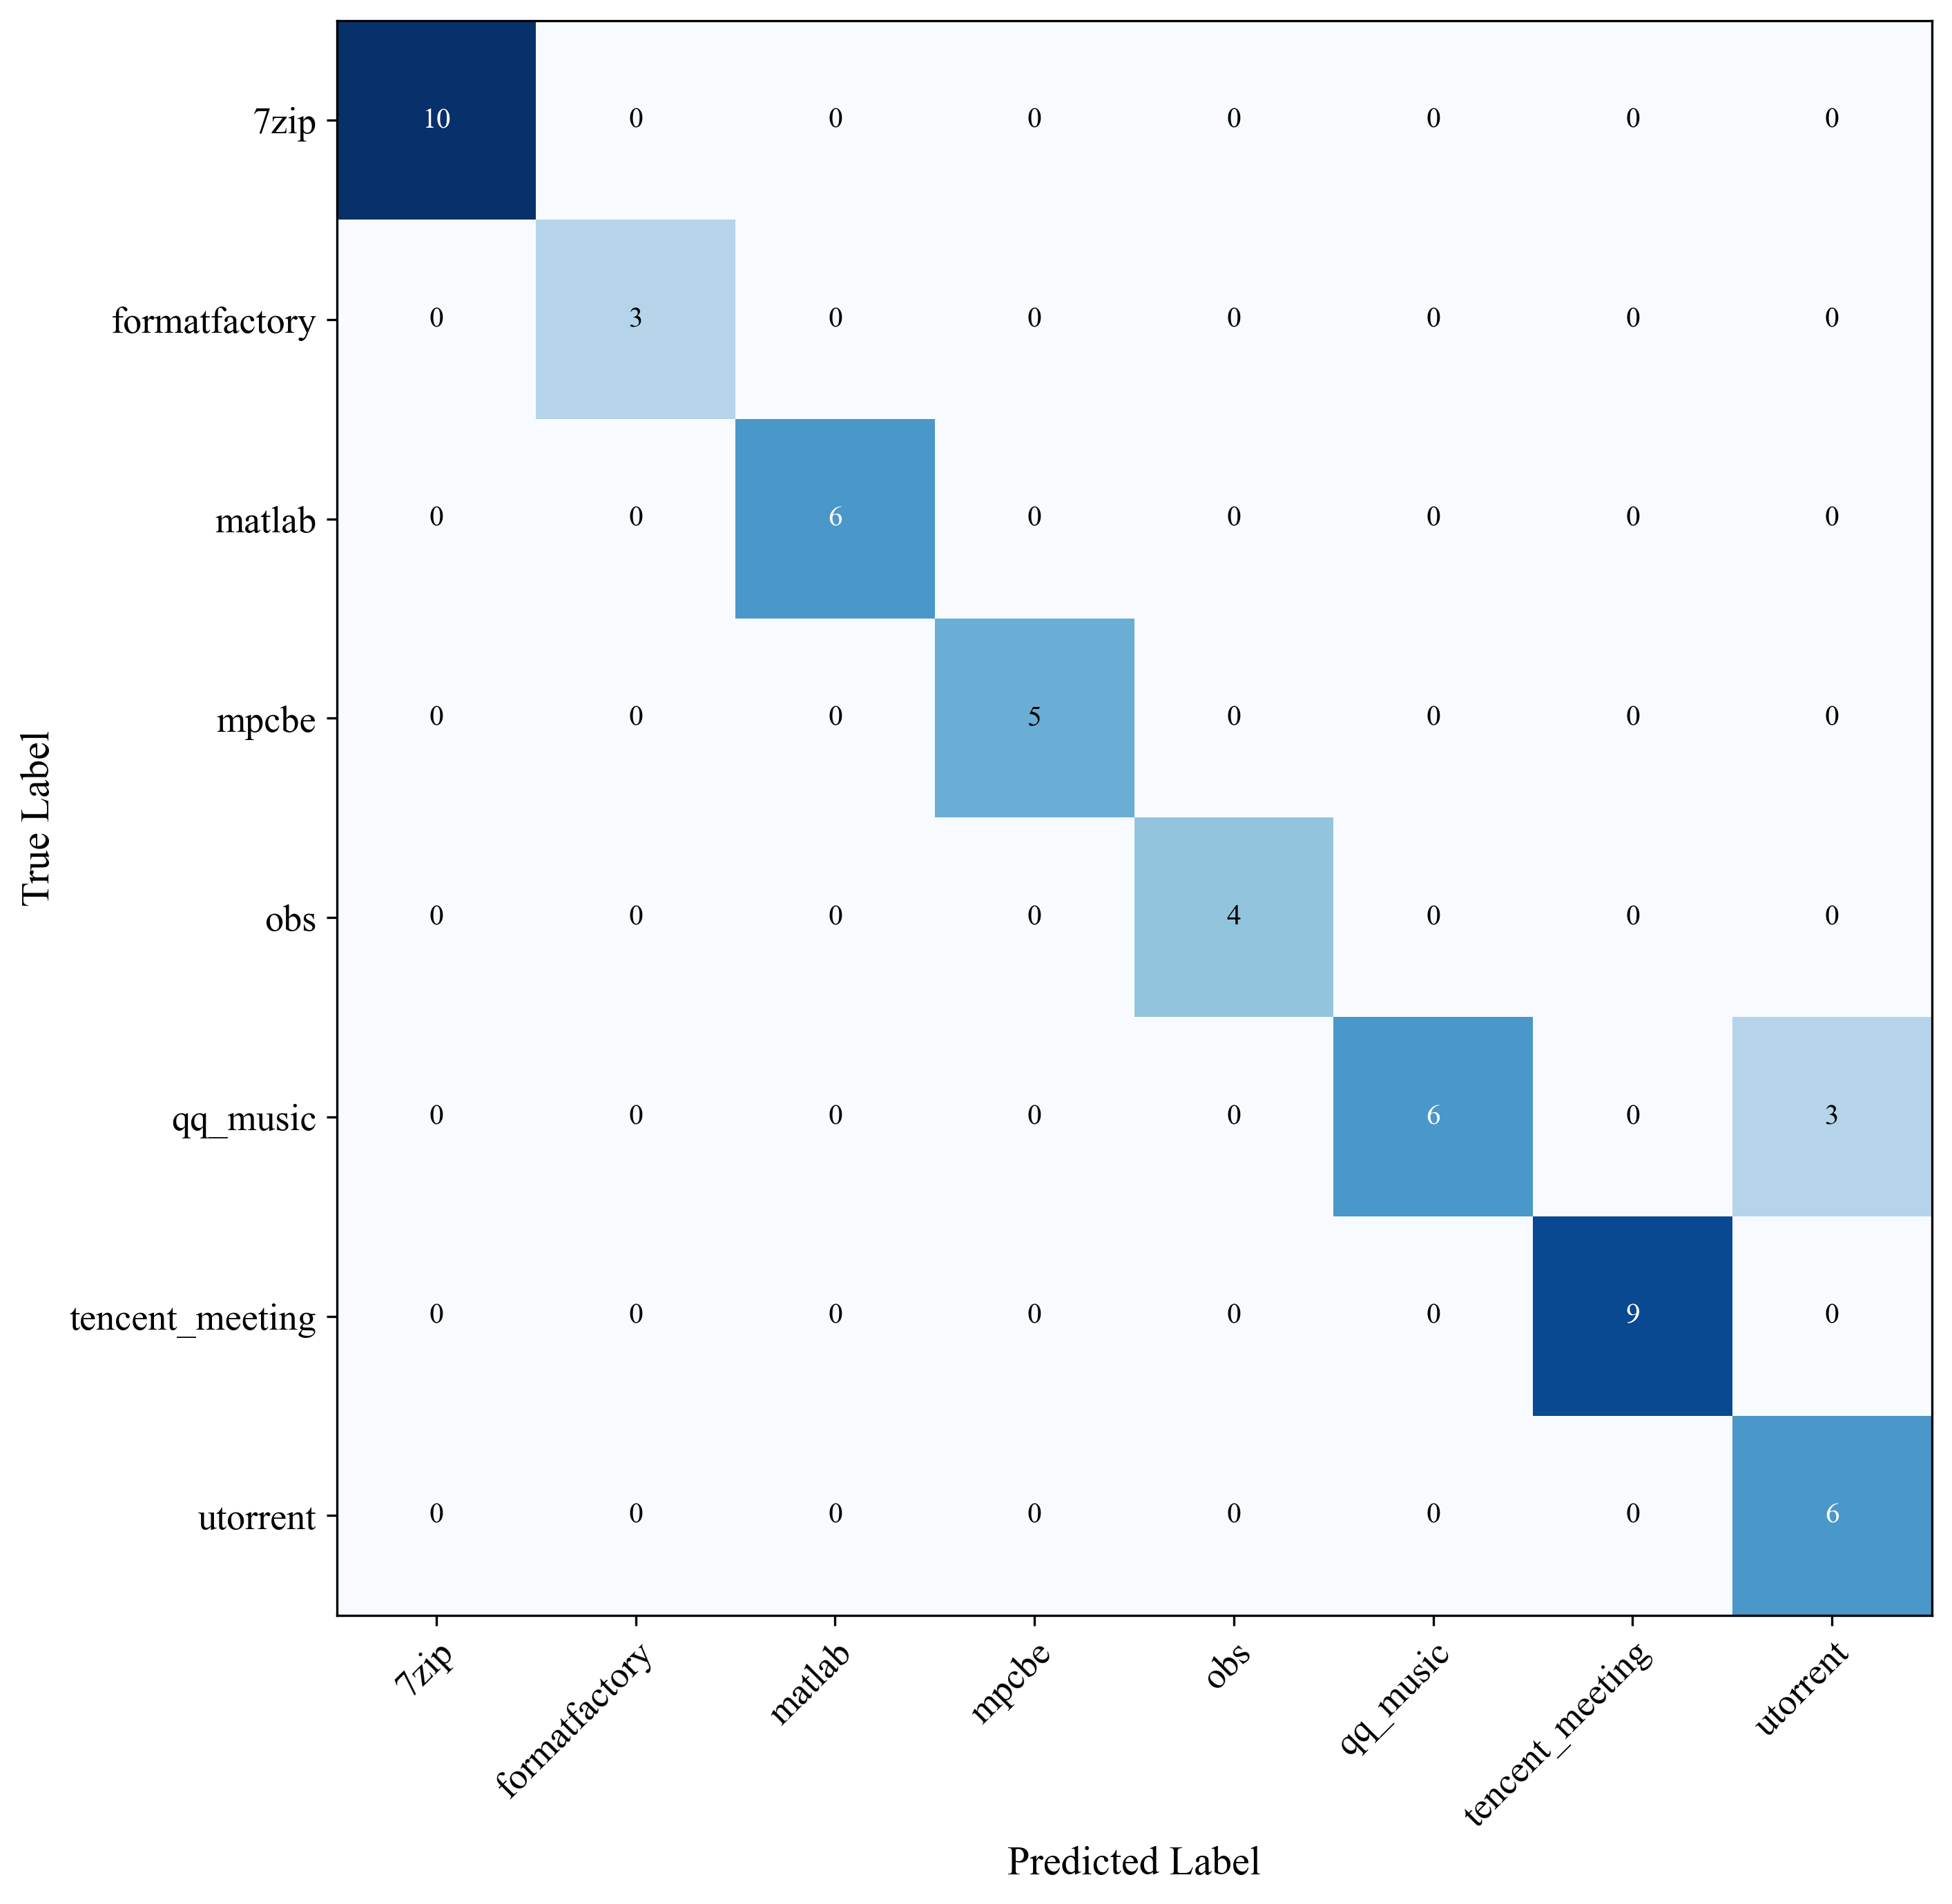 True Label
7zip 10 0 0 0 0 0 0 0
formatfactory 0 3 0 0 0 0 0 0
matlab 0 0 6 0 0 0 0 0
mpcbe 0 0 0 5 0 0 0 0
obs 0 0 0 0 4 0 0 0
qq_music 0 0 0 0 0 6 0 3
tencent_meeting 0 0 0 0 0 0 9 0
utorrent 0 0 0 0 0 0 0 6
7zip formatfactory matlab mpcbe obs qq_music tencent_meeting utorrent
Predicted Label